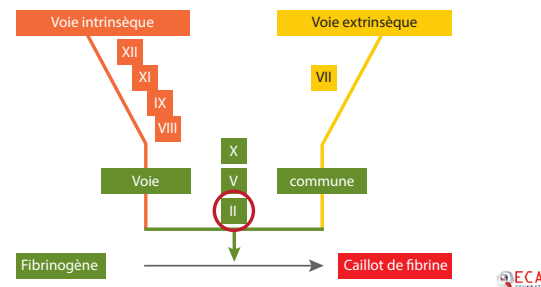 Voie intrinsèque
Voie extrinsèque
XII
XI
IX
VIII
VII
X
V
II
Voie
commune
Fibrinogène
Caillot de fibrine
ECA